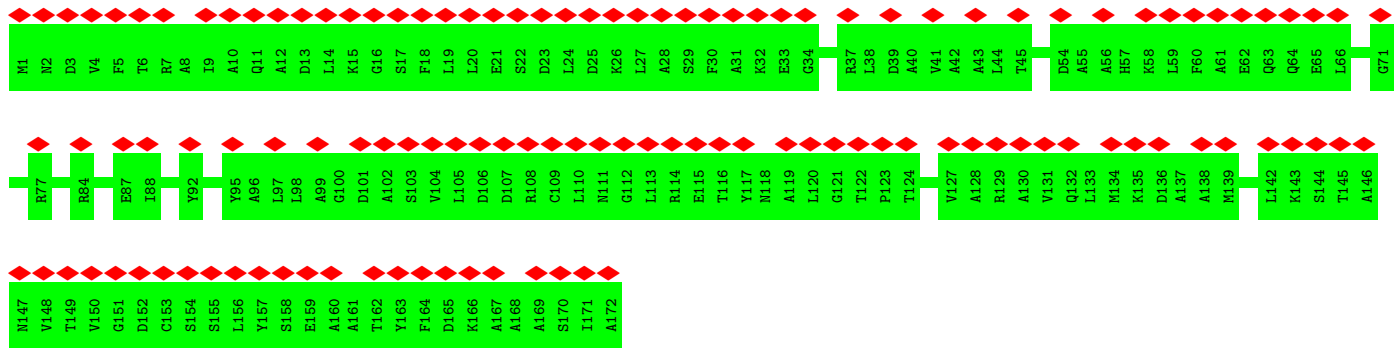 M1 N2 D3 V4 F5 T6 R7 A8 I9 A10 Q11 A12 D13 L14 K15 G16 S17 F18 L19 L20 E21 S22 D23 L24 D25 K26 L27 A28 S29 F30 A31 K32 E33 G34 R37 L38 D39 A40 V41 A42 A43 L44 T45 D54 A55 A56 H57 K58 L59 F60 A61 E62 Q63 Q64 E65 L66 G71
R77 R84 E87 I88 Y92 Y95 A96 L97 L98 A99 G100 D101 A102 S103 V104 L105 D106 D107 R108 C109 L110 N111 G112 L113 R114 E115 T116 Y117 N118 A119 L120 G121 T122 P123 T124 V127 A128 R129 A130 V131 Q132 L133 M134 K135 D136 A137 A138 M139 L142 K143 S144 T145 A146
N147 V148 T149 V150 G151 D152 C153 S154 S155 L156 Y157 S158 E159 A160 A161 T162 Y163 F164 D165 K166 A167 A168 A169 S170 I171 A172